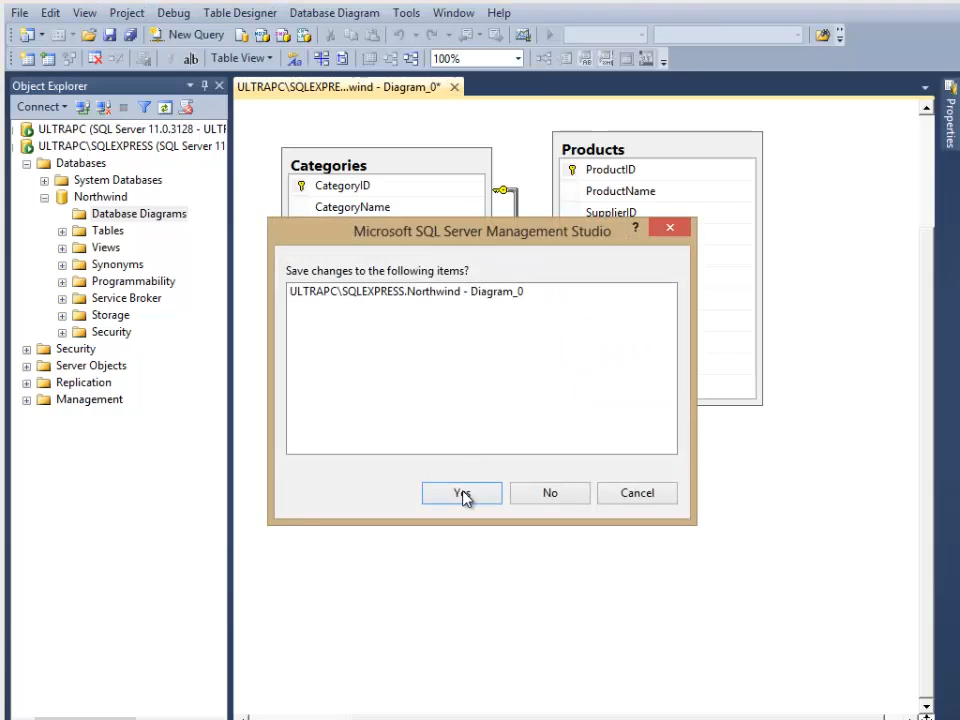 File Edit View Project Debug Table Designer Database Diagram Tools Window Help
New Query
alb Table View 100%
Object Explorer
ULTRAPC\SQLEXPRE...wind - Diagram_0*
Properties
Connect
ULTRAPC (SQL Server 11.0.3128 - ULTF
ULTRAPC\SQLEXPRESS (SQL Server 11
Databases
System Databases
Northwind
Database Diagrams
Tables
Views
Synonyms
Programmability
Service Broker
Storage
Security
Security
Server Objects
Replication
Management
Categories
CategoryID
CategoryName
Products
ProductID
ProductName
SupplierID
Microsoft SQL Server Management Studio
?
Save changes to the following items?
ULTRAPC\SQLEXPRESS.Northwind - Diagram_0
Yes No Cancel